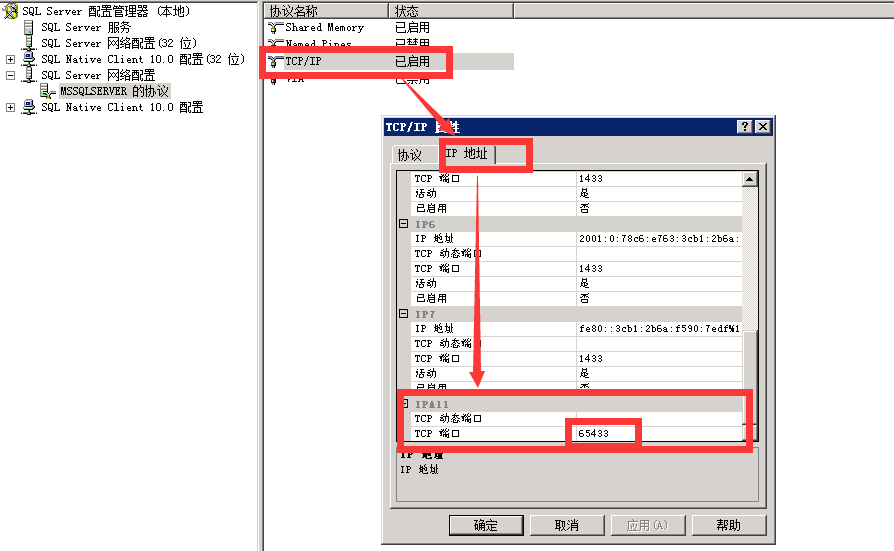 SQL Server 配置管理器 (本地)
SQL Server 服务
SQL Server 网络配置(32 位)
SQL Native Client 10.0 配置(32 位)
SQL Server 网络配置
MSSQLSERVER 的协议
SQL Native Client 10.0 配置
协议名称 状态
Shared Memory 已启用
Named Pipes 已禁用
TCP/IP 已启用
VIA 已禁用
TCP/IP 属性
协议 IP 地址
TCP 端口 1433
活动 是
已启用 否
IP6
IP 地址 2001:0:78c6:e763:3cb1:2b6a:
TCP 动态端口
TCP 端口 1433
活动 是
已启用 否
IP7
IP 地址 fe80::3cb1:2b6a:f590:7edf%1
TCP 动态端口
TCP 端口 1433
活动 是
已启用 否
IPAll
TCP 动态端口
TCP 端口 65433
IP 地址
IP 地址
确定 取消 应用(A) 帮助